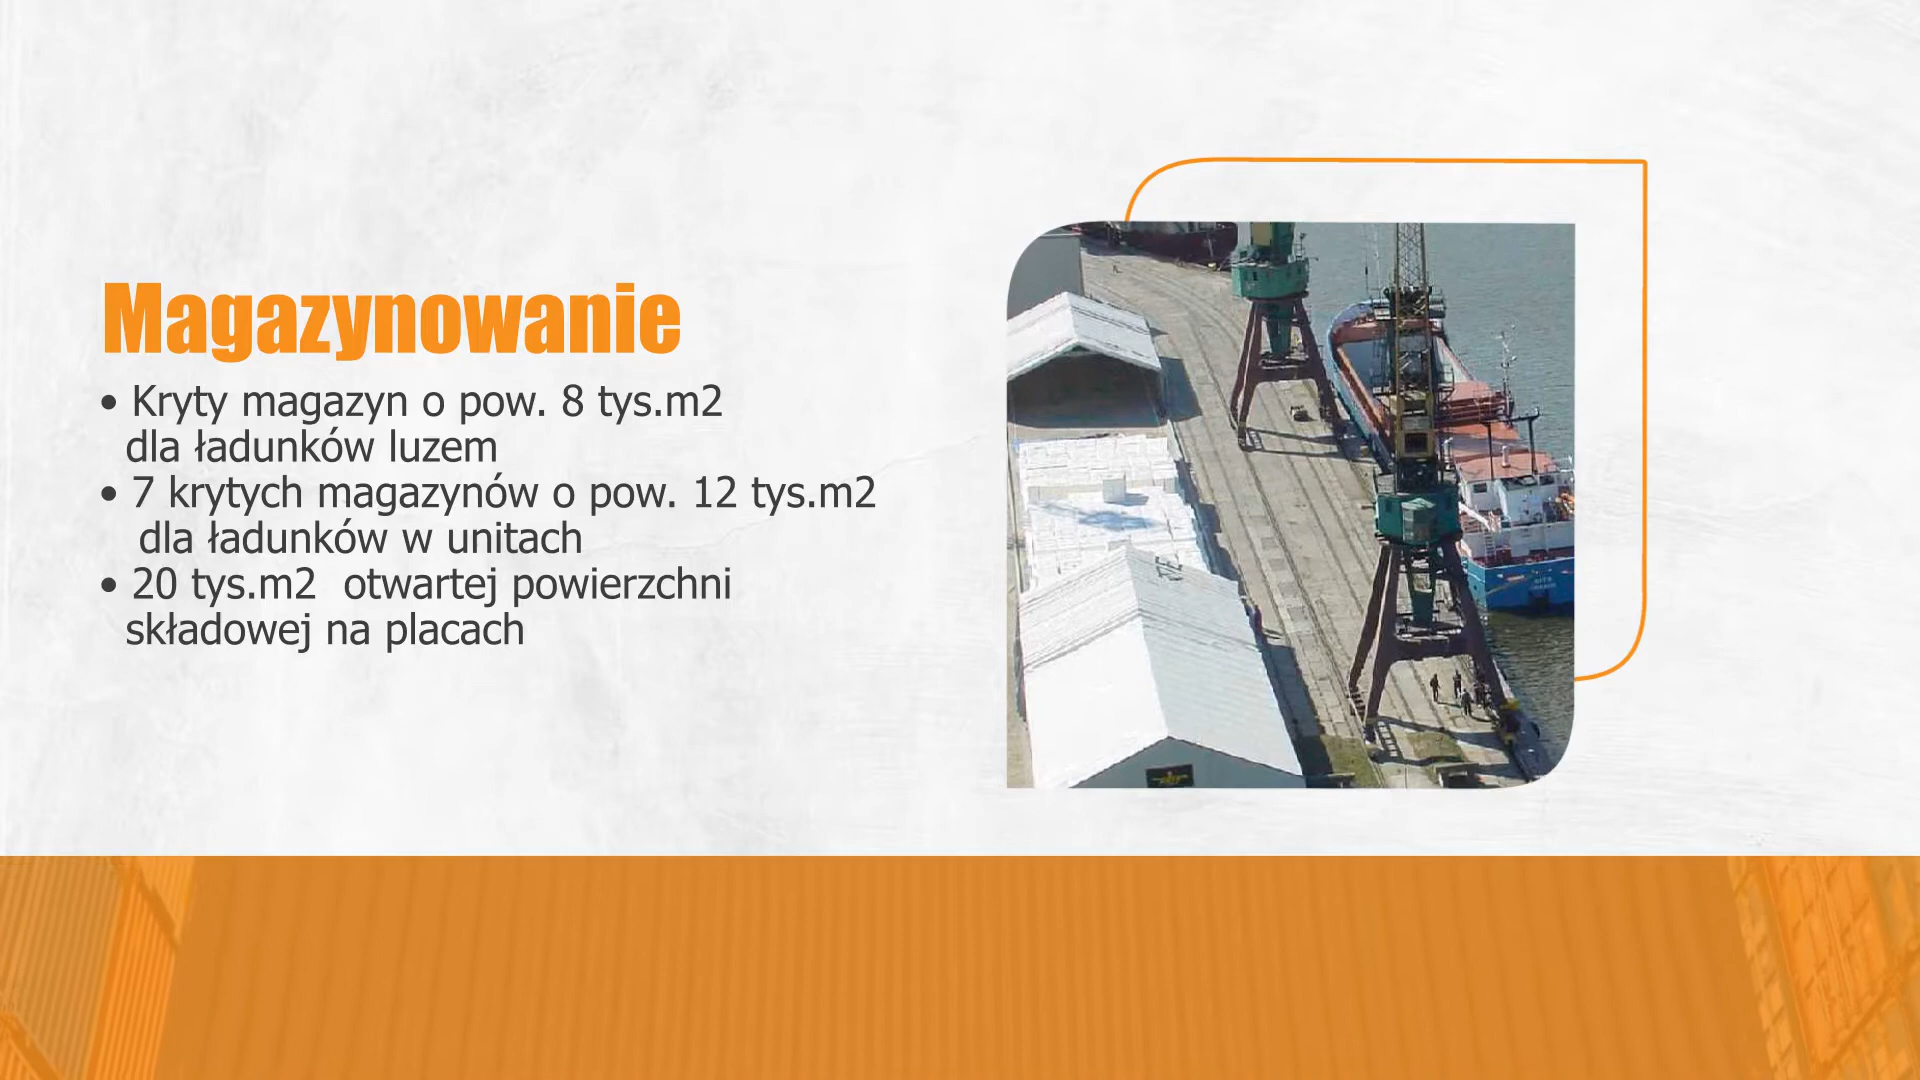 Magazynowanie
• Kryty magazyn o pow. 8 tys.m2
dla ładunków luzem
• 7 krytych magazynów o pow. 12 tys.m2
dla ładunków w unitach
• 20 tys.m2  otwartej powierzchni
składowej na placach